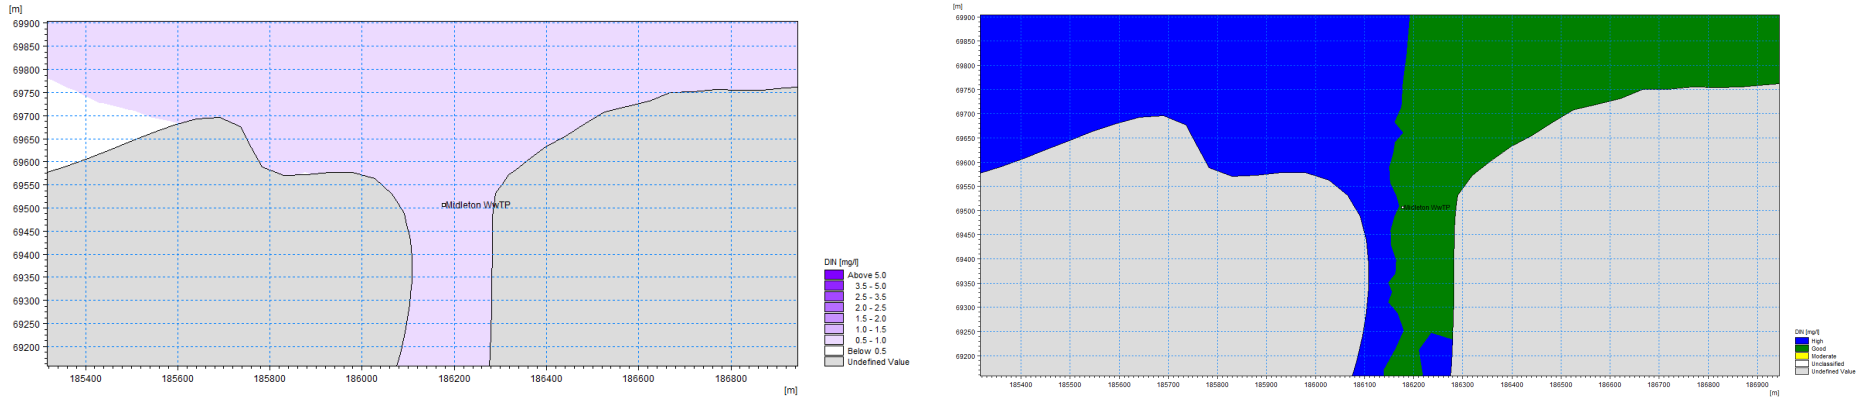 [m]
69900
69850
69800
69750
69700
69650
69600
69550
69500
69450
69400
69350
69300
69250
69200
Midleton WwTP
185400 185600 185800 186000 186200 186400 186600 186800
[m]
DIN [mg/l]
Above 5.0
3.5 - 5.0
2.5 - 3.5
2.0 - 2.5
1.5 - 2.0
1.0 - 1.5
0.5 - 1.0
Below 0.5
Undefined Value
[m]
69900
69850
69800
69750
69700
69650
69600
69550
69500
69450
69400
69350
69300
69250
69200
Midleton WwTP
185400 185500 185600 185700 185800 185900 186000 186100 186200 186300 186400 186500 186600 186700 186800 186900
[m]
DIN [mg/l]
High
Good
Moderate
Unclassified
Undefined Value